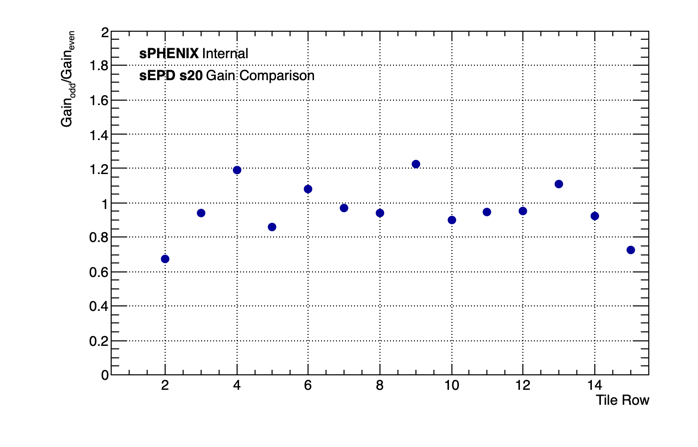 Gain_odd/Gain_even
sPHENIX Internal
sEPD s20 Gain Comparison
2
1.8
1.6
1.4
1.2
1
0.8
0.6
0.4
0.2
0
2 4 6 8 10 12 14
Tile Row